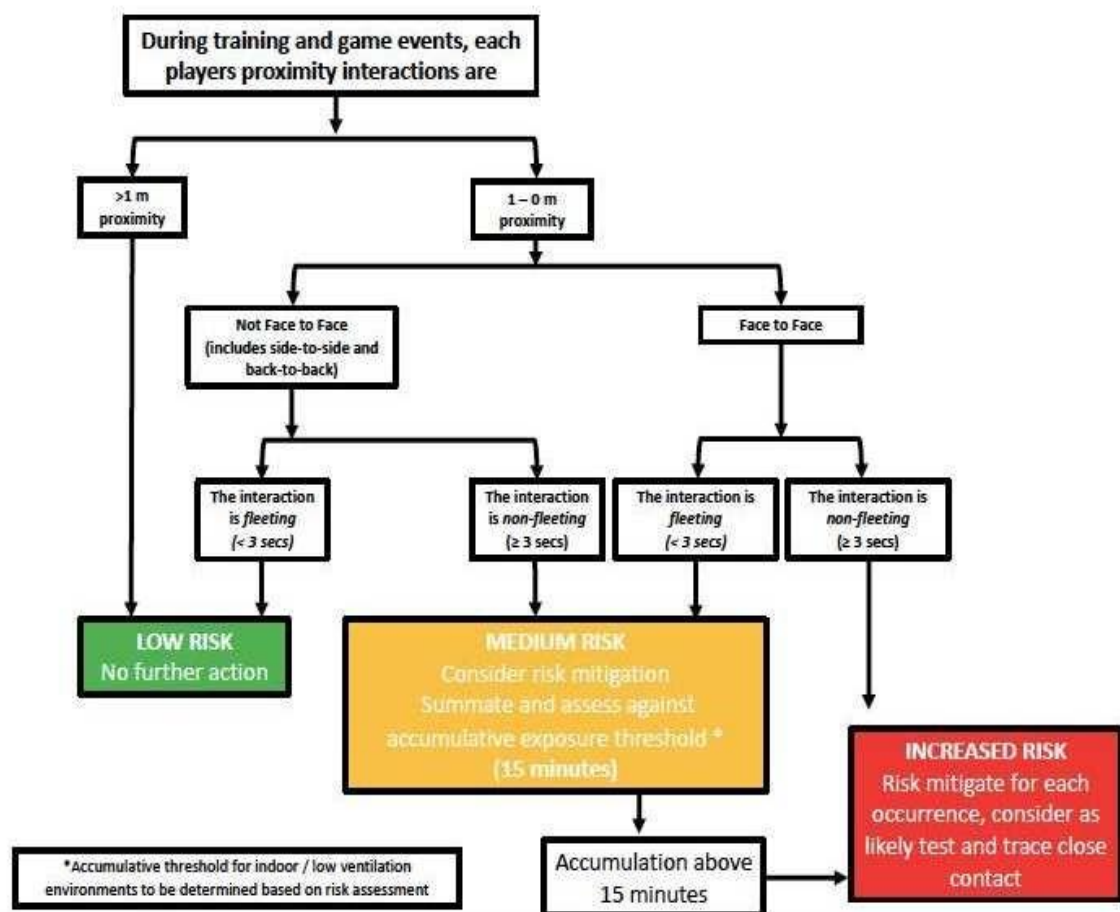 During training and game events, each
players proximity interactions are
>1 m
proximity
1 – 0 m
proximity
Not Face to Face
(includes side-to-side and
back-to-back)
Face to Face
The interaction
is fleeting
(< 3 secs)
The interaction
is non-fleeting
(≥ 3 secs)
The interaction is
fleeting
(< 3 secs)
The interaction is
non-fleeting
(≥ 3 secs)
LOW RISK
No further action
MEDIUM RISK
Consider risk mitigation
Summate and assess against
accumulative exposure threshold *
(15 minutes)
INCREASED RISK
Risk mitigate for each
occurrence, consider as
likely test and trace close
contact
Accumulation above
15 minutes
*Accumulative threshold for indoor / low ventilation
environments to be determined based on risk assessment